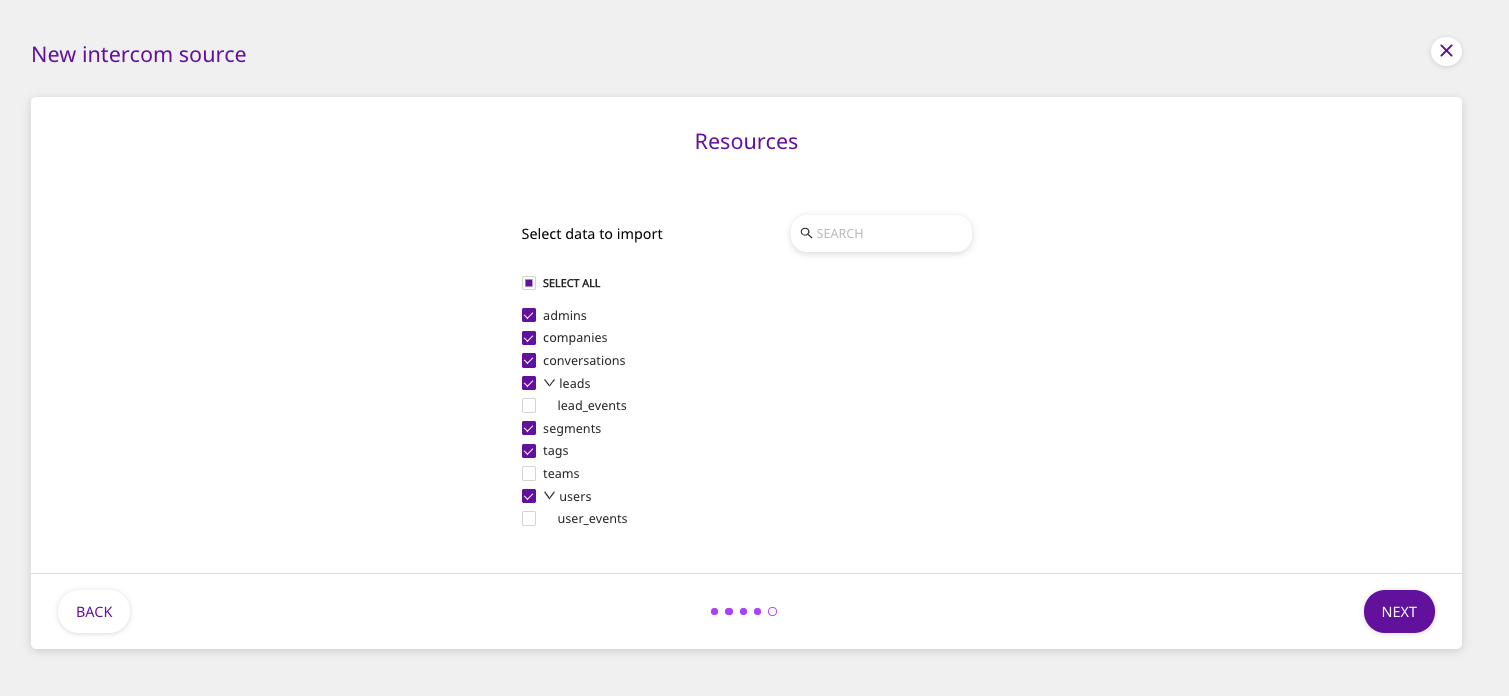 New intercom source
Resources
Select data to import
SEARCH
SELECT ALL
admins
companies
conversations
leads
lead_events
segments
tags
teams
users
user_events
BACK
NEXT